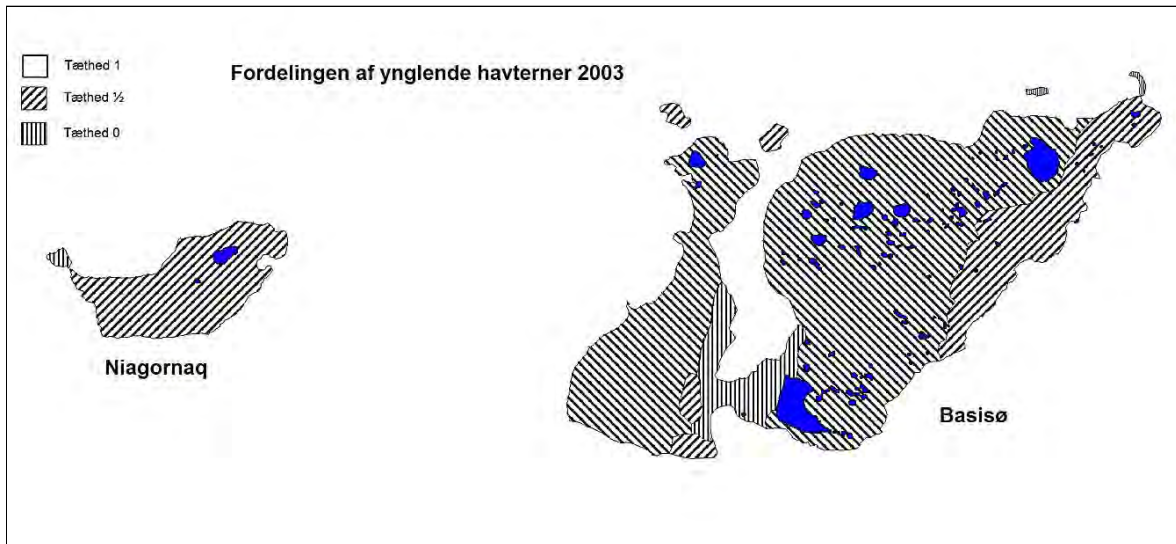 Fordelingen af ynglende havterner 2003
Tæthed 1
Tæthed ½
Tæthed 0
Niagornaq
Basisø